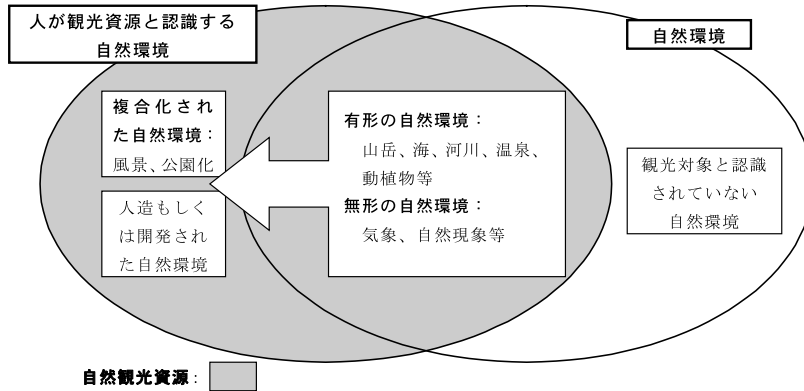 人が観光資源と認識する
自然環境
自然環境
複合化され
た自然環境：
風景、公園化
人造もしく
は開発され
た自然環境
有形の自然環境：
山岳、海、河川、温泉、
動植物等
無形の自然環境：
気象、自然現象等
観光対象と認識
されていない
自然環境
自然観光資源：